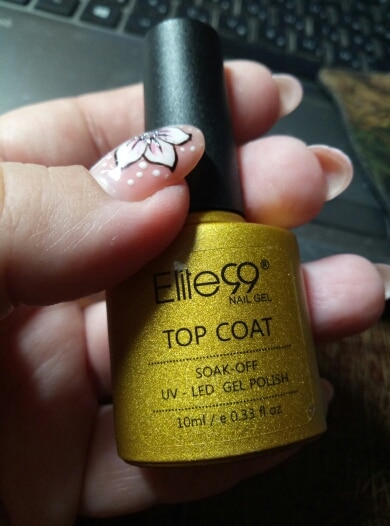 Elite99®
NAIL GEL
TOP COAT
SOAK-OFF
UV - LED GEL POLISH
10ml / e 0.33 fl oz